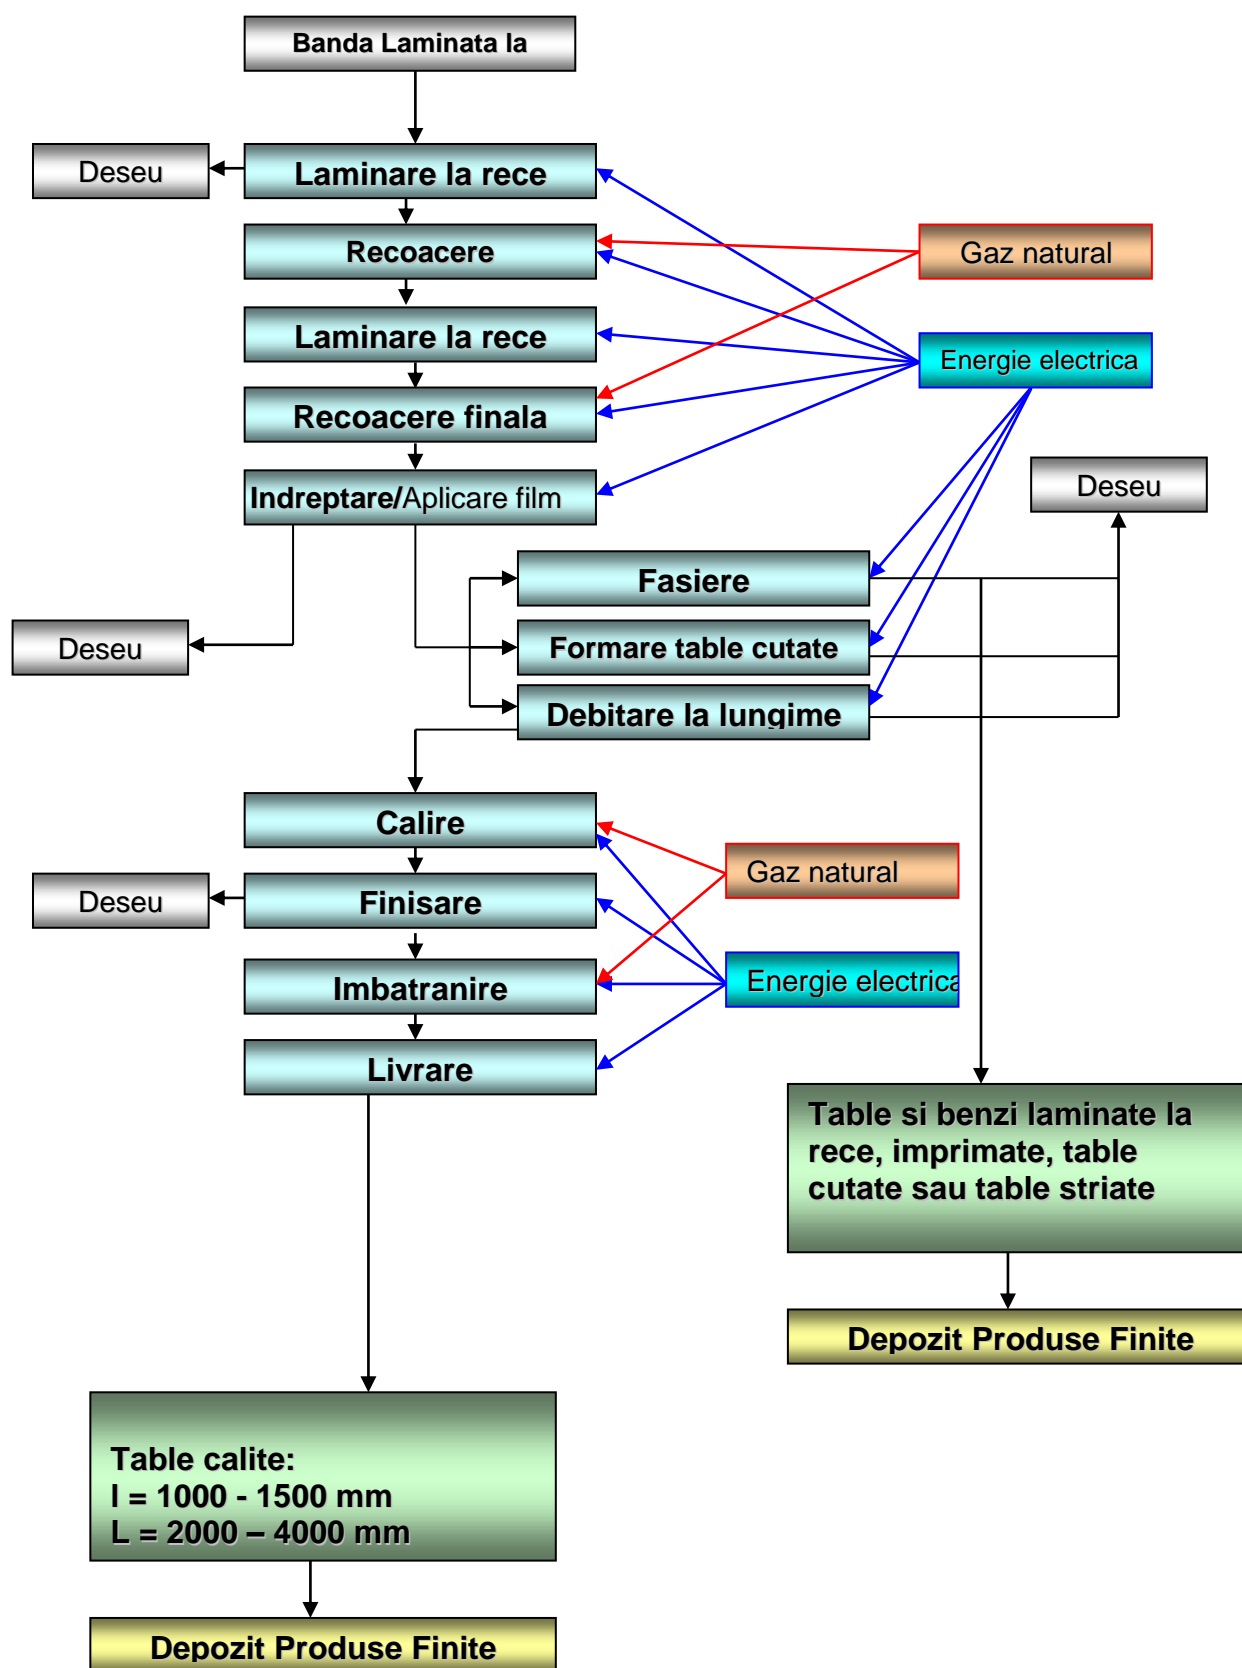 Banda Laminata la
Deseu
Laminare la rece
Recoacere
Gaz natural
Laminare la rece
Energie electrica
Recoacere finala
Indreptare/Aplicare film
Deseu
Fasiere
Deseu
Formare table cutate
Debitare la lungime
Calire
Gaz natural
Deseu
Finisare
Imbatranire
Energie electrica
Livrare
Table si benzi laminate la
rece, imprimate, table
cutate sau table striate
Depozit Produse Finite
Table calite:
l = 1000 - 1500 mm
L = 2000 – 4000 mm
Depozit Produse Finite